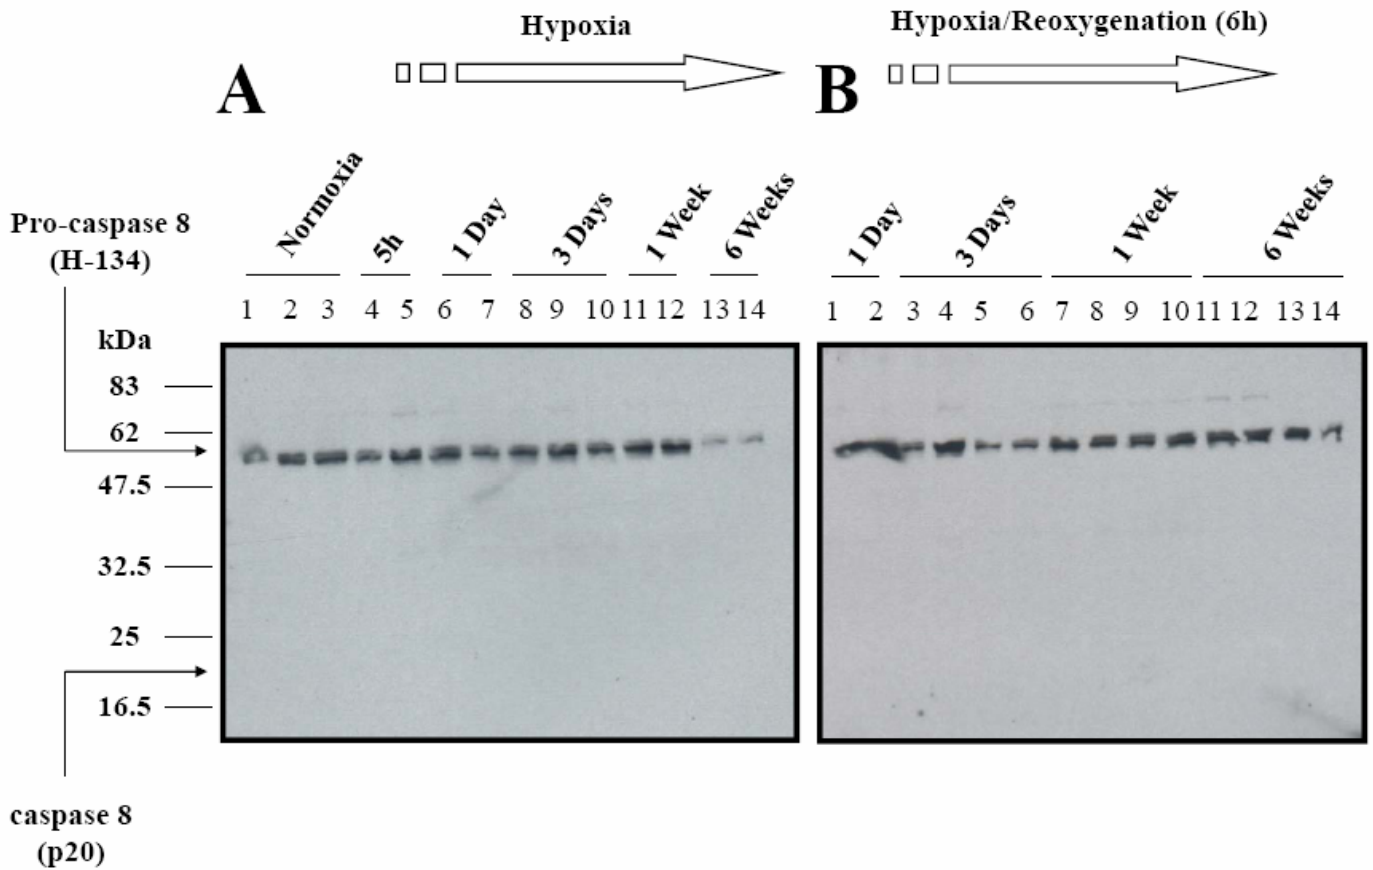 Hypoxia
Hypoxia/Reoxygenation (6h)
A
B
Normoxia
5h
1 Day
3 Days
1 Week
6 Weeks
1 Day
3 Days
1 Week
6 Weeks
Pro-caspase 8
(H-134)
1 2 3 4 5 6 7 8 9 10 11 12 13 14
1 2 3 4 5 6 7 8 9 10 11 12 13 14
kDa
83
62
47.5
32.5
25
16.5
caspase 8
(p20)